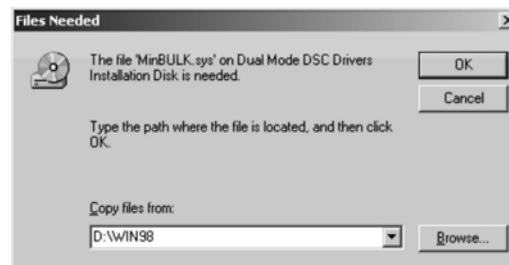 Files Needed
The file 'MinBULK.sys' on Dual Mode DSC Drivers
Installation Disk is needed.
OK
Cancel
Type the path where the file is located, and then click
OK.
Copy files from:
D:\WIN98
Browse...